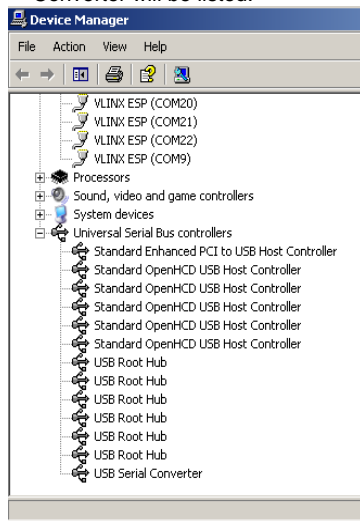 Converter will be listed.
Device Manager
File Action View Help
VLINX ESP (COM20)
VLINX ESP (COM21)
VLINX ESP (COM22)
VLINX ESP (COM9)
Processors
Sound, video and game controllers
System devices
Universal Serial Bus controllers
Standard Enhanced PCI to USB Host Controller
Standard OpenHCD USB Host Controller
Standard OpenHCD USB Host Controller
Standard OpenHCD USB Host Controller
Standard OpenHCD USB Host Controller
Standard OpenHCD USB Host Controller
USB Root Hub
USB Root Hub
USB Root Hub
USB Root Hub
USB Root Hub
USB Root Hub
USB Serial Converter